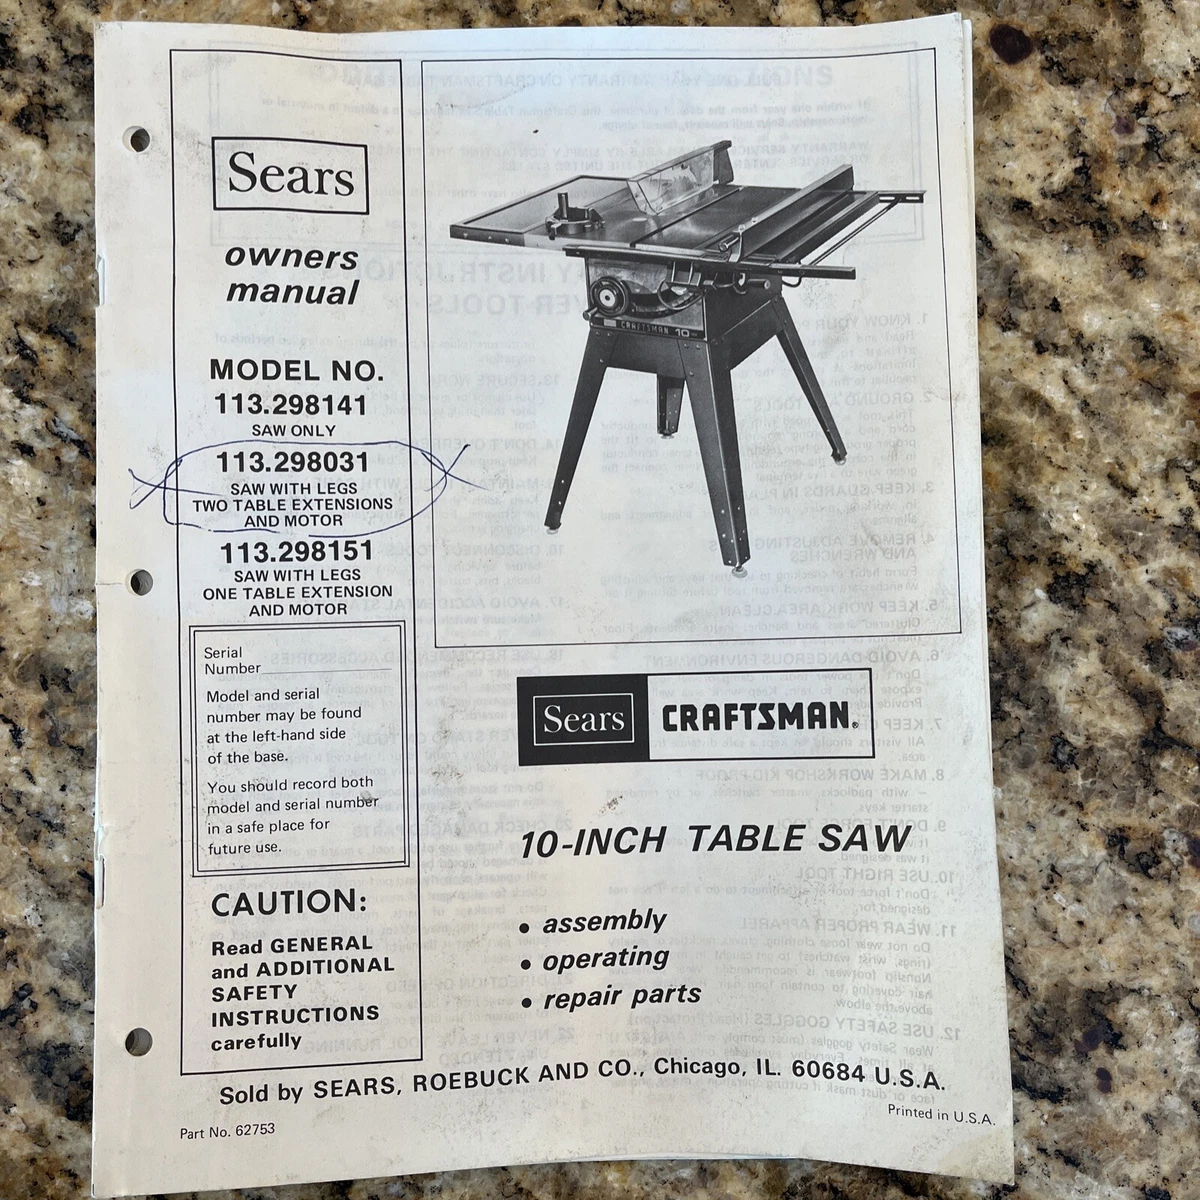 Sears
owners
manual
MODEL NO.
113.298141
SAW ONLY
113.298031
SAW WITH LEGS
TWO TABLE EXTENSIONS
AND MOTOR
113.298151
SAW WITH LEGS
ONE TABLE EXTENSION
AND MOTOR
Serial
Number
Model and serial
number may be found
at the left-hand side
of the base.
You should record both
model and serial number
in a safe place for
future use.
CAUTION:
Read GENERAL
and ADDITIONAL
SAFETY
INSTRUCTIONS
carefully
CRAFTSMAN 10
Sears CRAFTSMAN®
10-INCH TABLE SAW
• assembly
• operating
• repair parts
Sold by SEARS, ROEBUCK AND CO., Chicago, IL. 60684 U.S.A.
Part No. 62753
Printed in U.S.A.